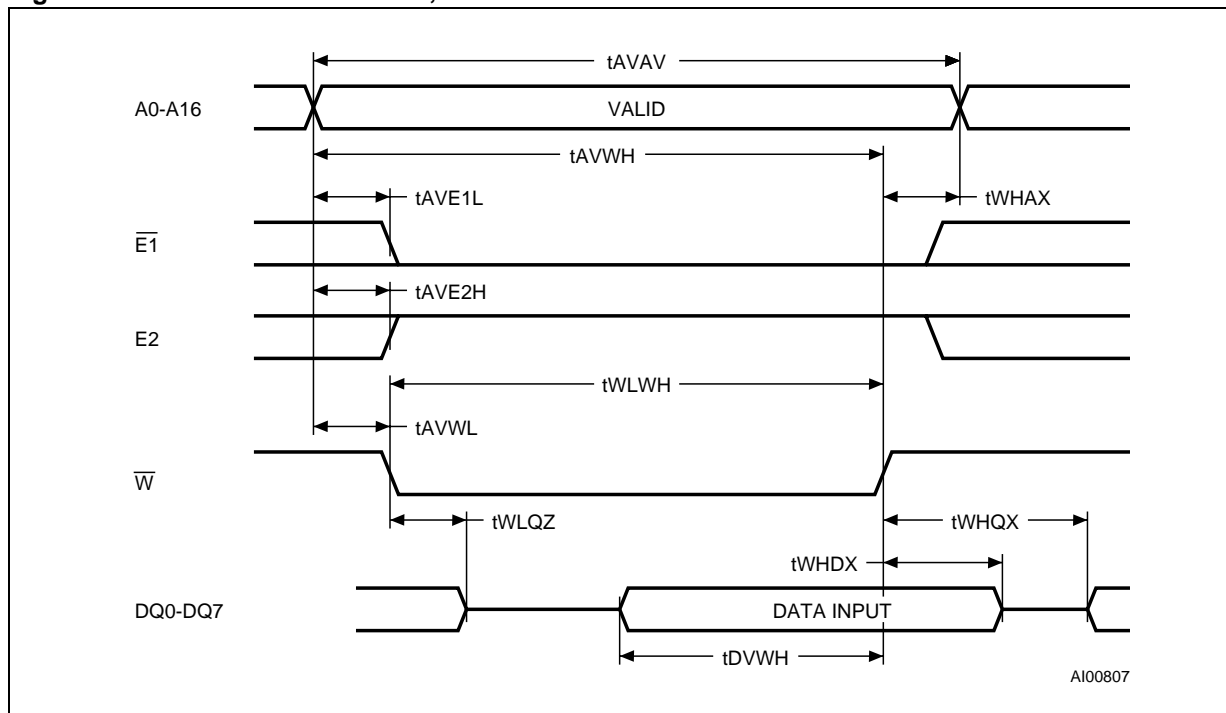 tAVAV
A0-A16
VALID
tAVWH
tAVE1L
tWHAX
E1
tAVE2H
E2
tWLWH
tAVWL
W
tWLQZ
tWHQX
tWHDX
DQ0-DQ7
DATA INPUT
tDVWH
AI00807